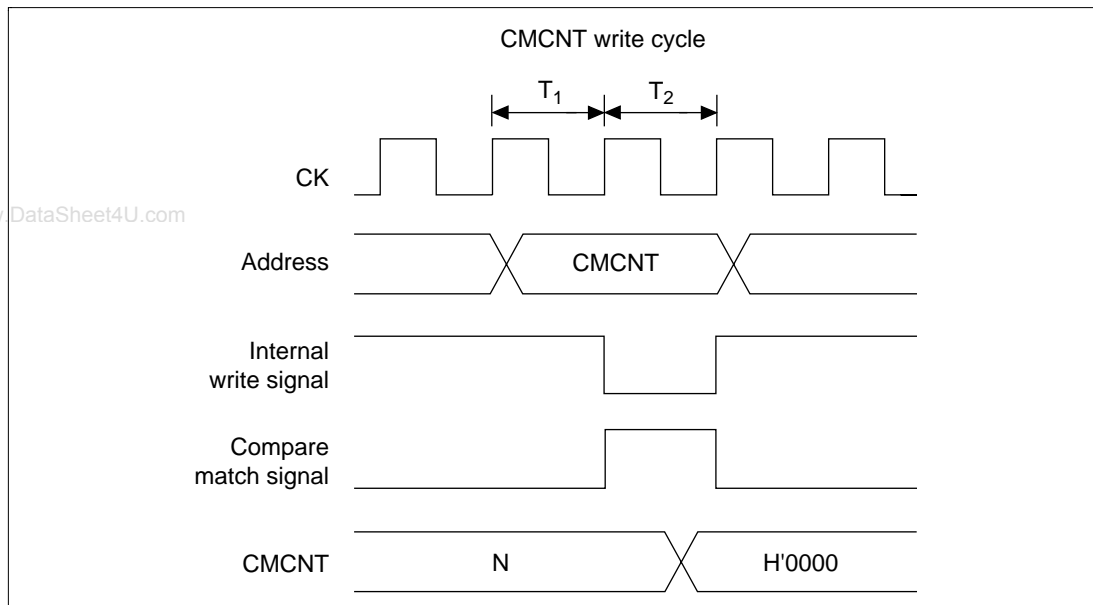 CMCNT write cycle
T1 T2
CK
.DataSheet4U.com
Address CMCNT
Internal
write signal
Compare
match signal
CMCNT N H'0000